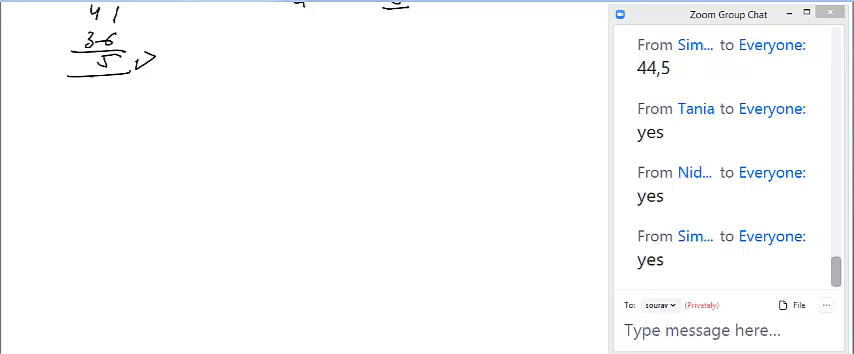 41
36
5
Zoom Group Chat
From Sim... to Everyone:
44,5
From Tania to Everyone:
yes
From Nid... to Everyone:
yes
From Sim... to Everyone:
yes
To: sourav (Privately) File ...
Type message here...